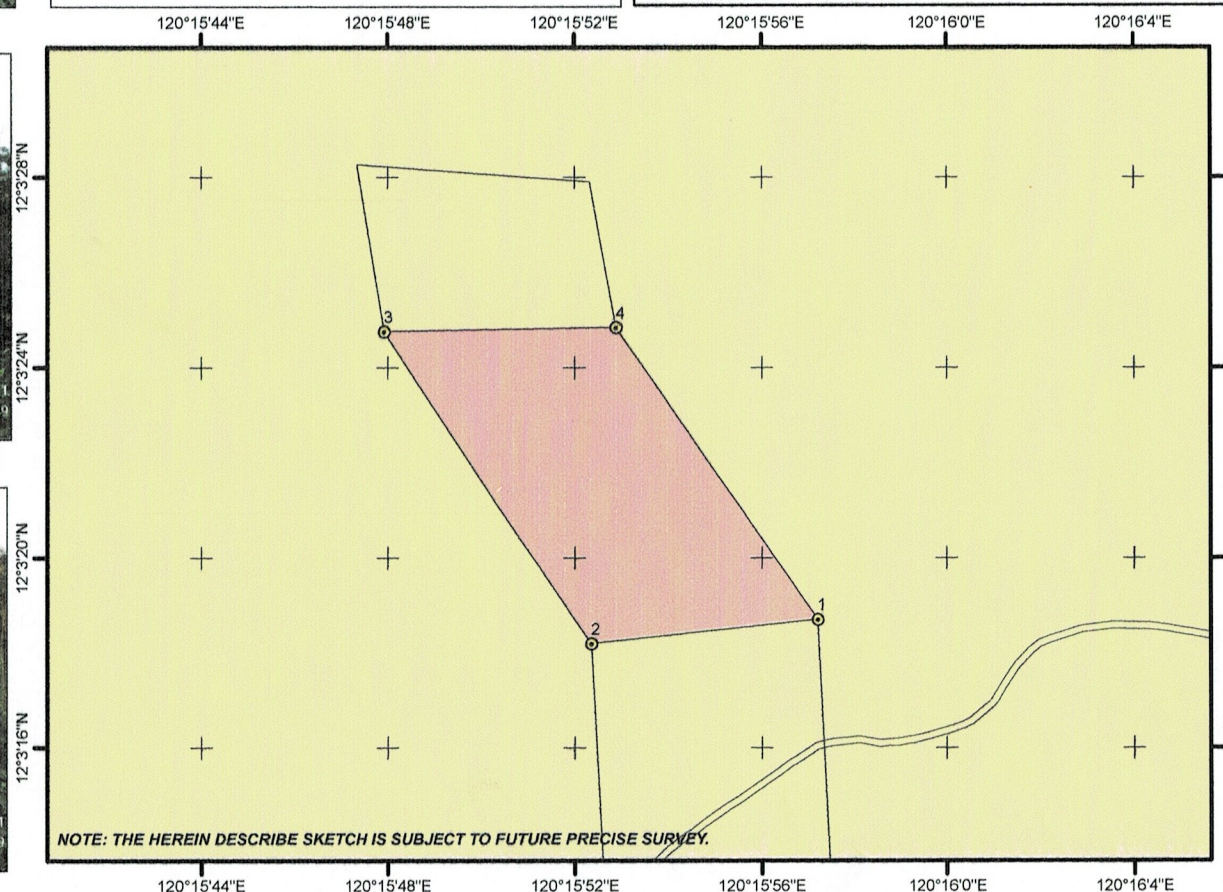 120°15'44"E 120°15'48"E 120°15'52"E 120°15'56"E 120°16'0"E 120°16'4"E
12°3'28"N
4
3
12°3'24"N
12°3'20"N
1
2
12°3'16"N
NOTE: THE HEREIN DESCRIBE SKETCH IS SUBJECT TO FUTURE PRECISE SURVEY.
120°15'44"E 120°15'48"E 120°15'52"E 120°15'56"E 120°16'0"E 120°16'4"E